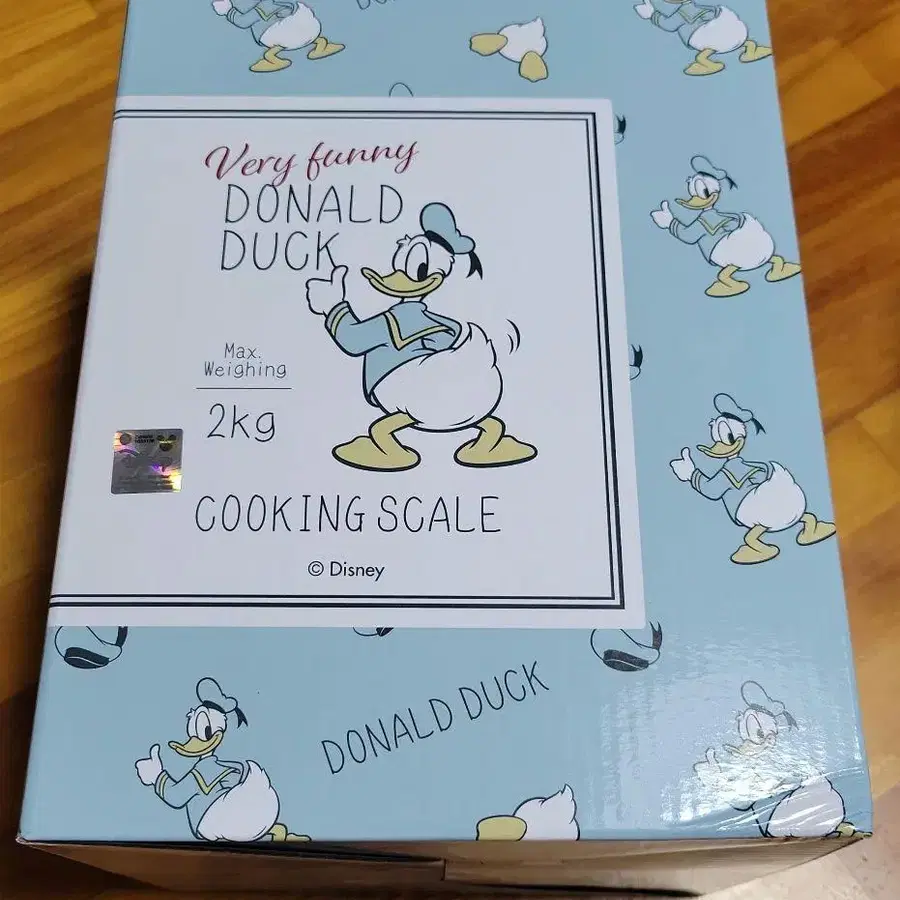 Very funny
DONALD
DUCK
Max.
Weighing
2kg
COOKING SCALE
© Disney
DONALD DUCK